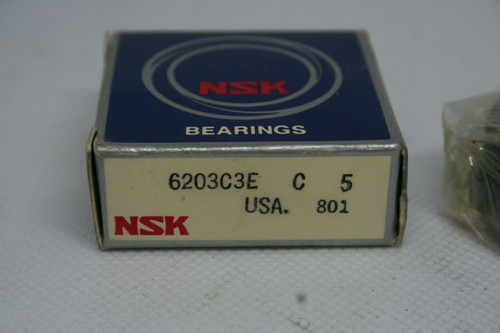 NSK
BEARINGS
6203C3E C 5
USA. 801
NSK